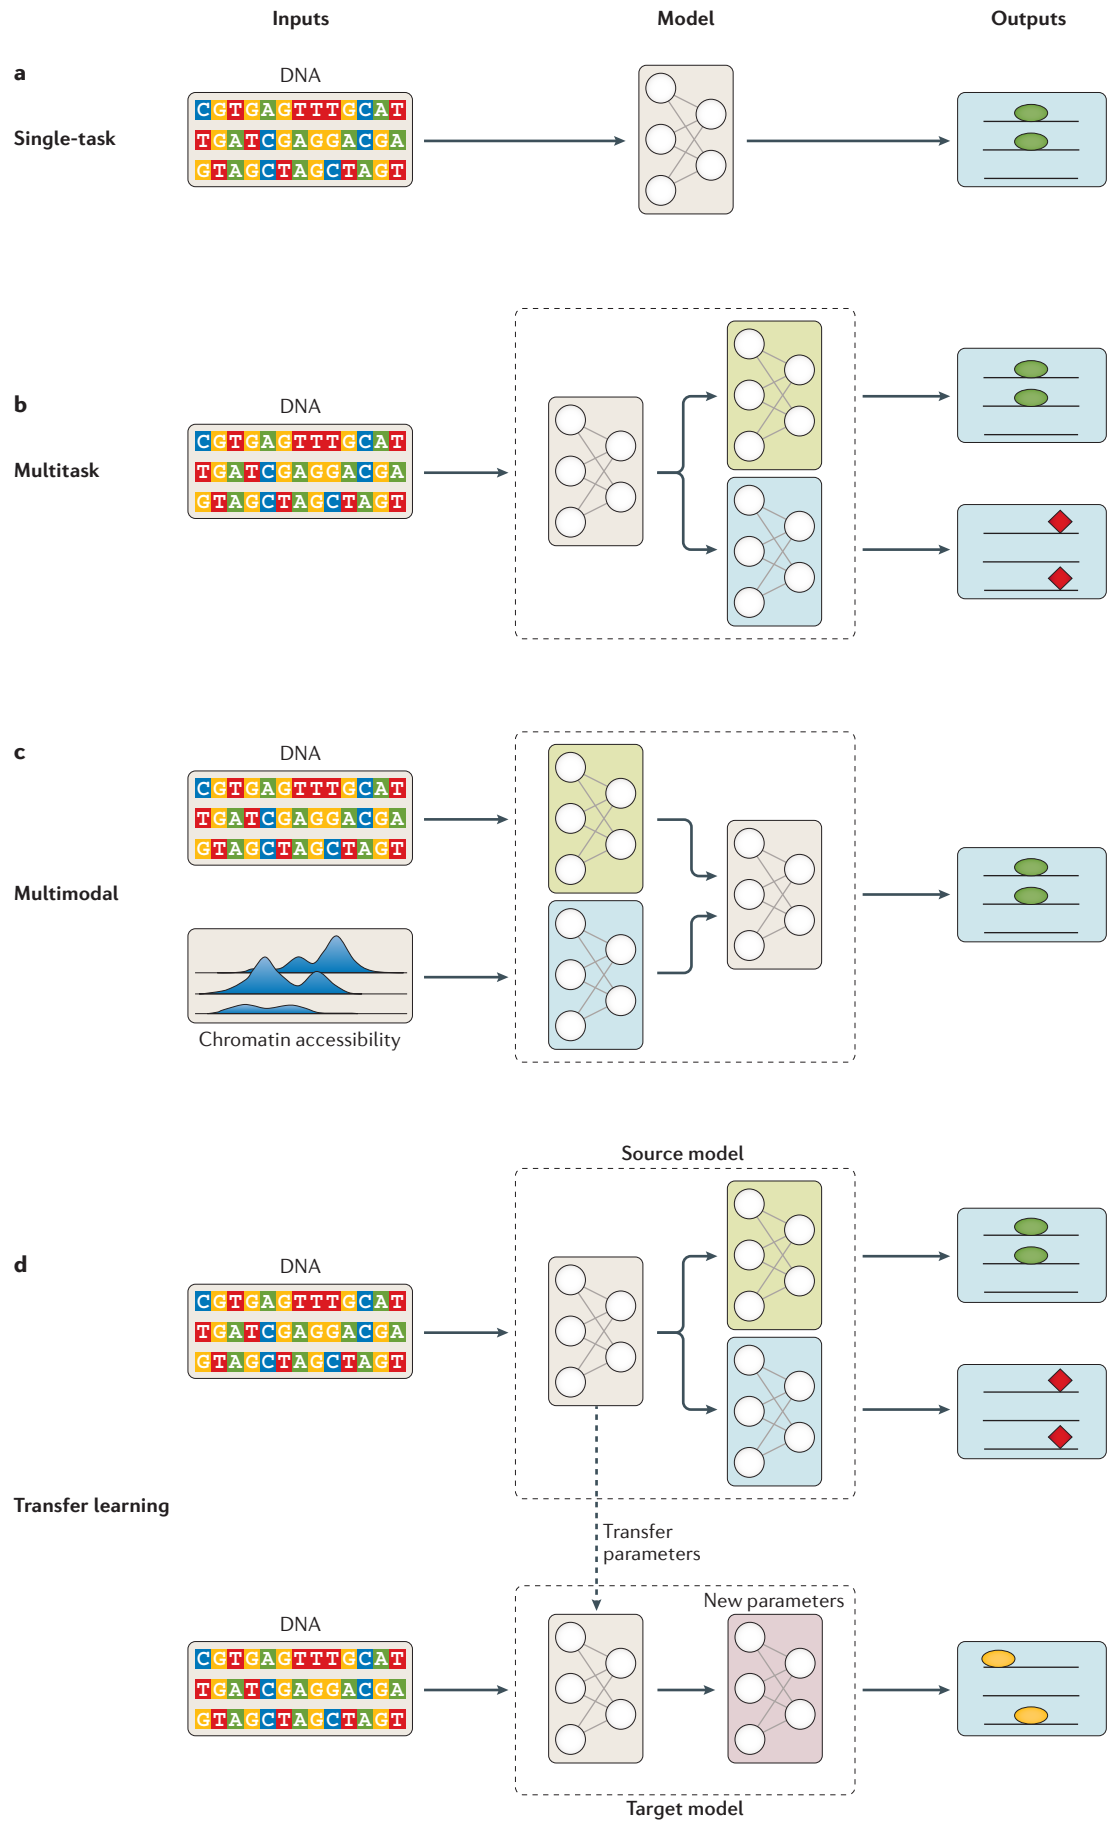 Inputs Model Outputs
a
DNA
CGTGAGTTTGCAT
Single-task
TGATCGAGGACGA
GTAGCTAGCTAGT
b
DNA
CGTGAGTTTGCAT
Multitask
TGATCGAGGACGA
GTAGCTAGCTAGT
c
DNA
CGTGAGTTTGCAT
TGATCGAGGACGA
GTAGCTAGCTAGT
Multimodal
Chromatin accessibility
Source model
d
DNA
CGTGAGTTTGCAT
TGATCGAGGACGA
GTAGCTAGCTAGT
Transfer learning
Transfer
parameters
New parameters
DNA
CGTGAGTTTGCAT
TGATCGAGGACGA
GTAGCTAGCTAGT
Target model